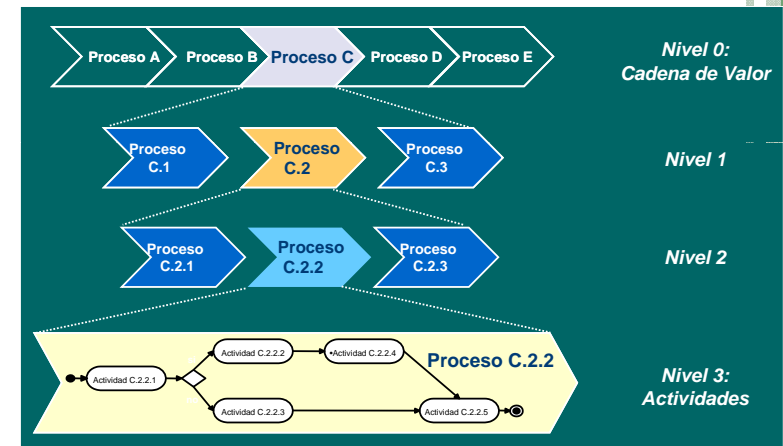 Proceso A
Proceso B
Proceso C
Proceso D
Proceso E
Nivel 0:
Cadena de Valor
Proceso
C.1
Proceso
C.2
Proceso
C.3
Nivel 1
Proceso
C.2.1
Proceso
C.2.2
Proceso
C.2.3
Nivel 2
Actividad C.2.2.1
Actividad C.2.2.2
•Actividad C.2.2.4
Proceso C.2.2
Actividad C.2.2.3
Actividad C.2.2.5
Nivel 3:
Actividades